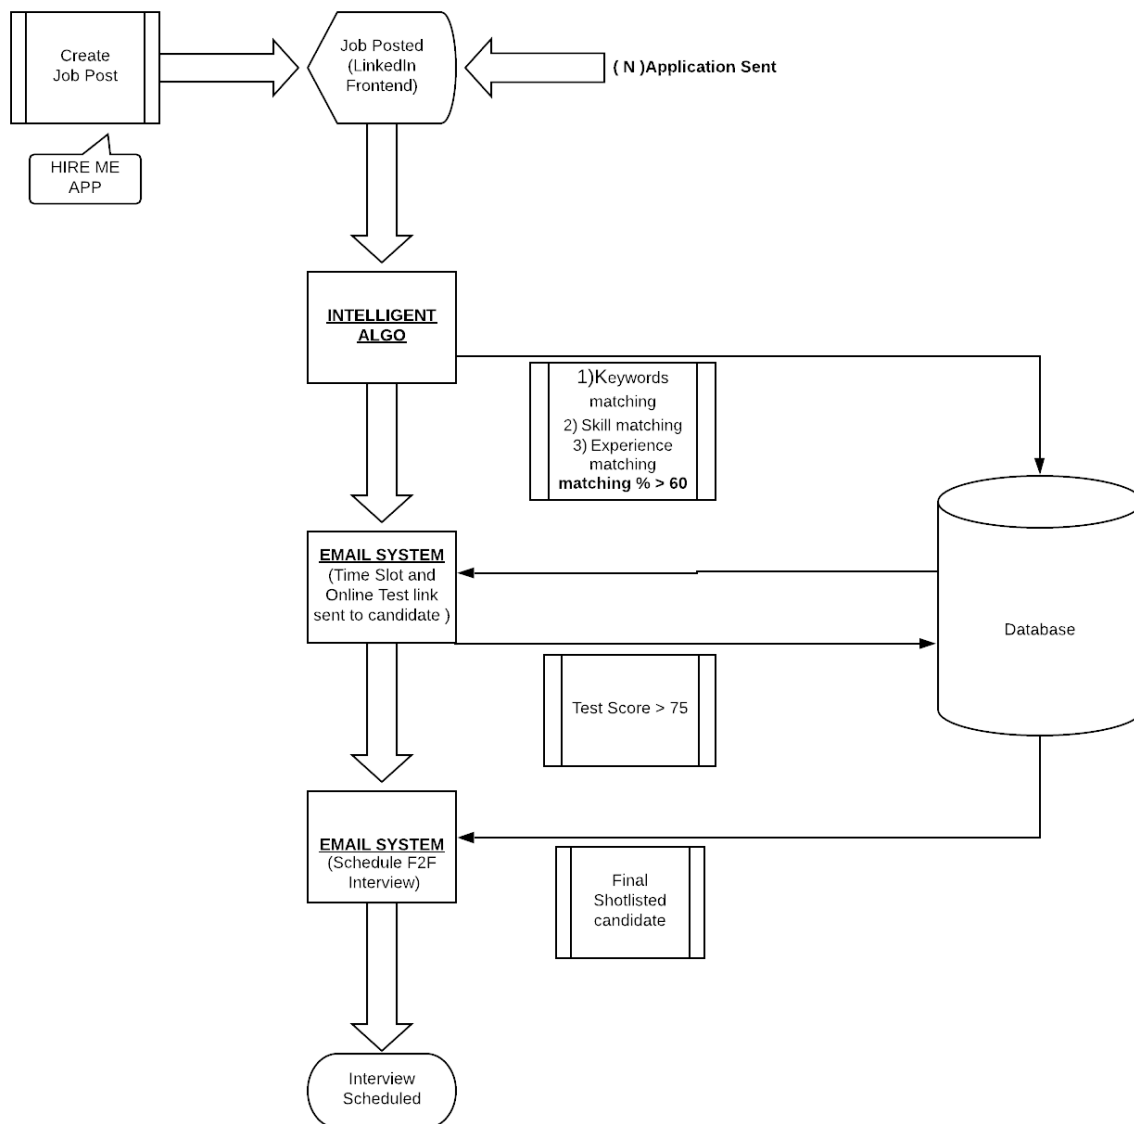 Create
Job Post
HIRE ME
APP
Job Posted
(LinkedIn
Frontend)
( N )Application Sent
INTELLIGENT
ALGO
1)Keywords
matching
2) Skill matching
3) Experience
matching
matching % > 60
EMAIL SYSTEM
(Time Slot and
Online Test link
sent to candidate )
Database
Test Score > 75
EMAIL SYSTEM
(Schedule F2F
Interview)
Final
Shotlisted
candidate
Interview
Scheduled